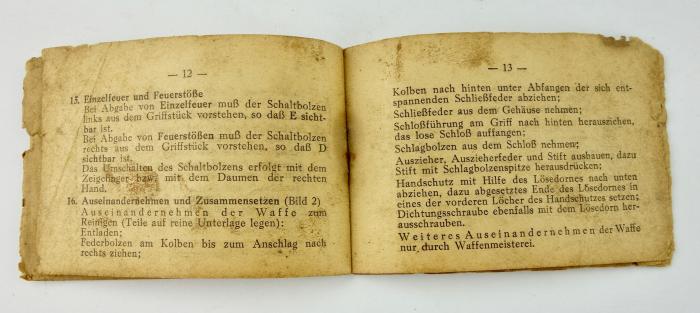 — 12 —
15. Einzelfeuer und Feuerstöße
Bei Abgabe von Einzelfeuer muß der Schaltbolzen
links aus dem Griffstück vorstehen, so daß E sicht-
bar ist.
Bei Abgabe von Feuerstößen muß der Schaltbolzen
rechts aus dem Griffstück vorstehen, so daß D
sichtbar ist.
Das Umschalten des Schaltbolzens erfolgt mit dem
Zeigefinger bzw. mit dem Daumen der rechten
Hand.
16. Auseinandernehmen und Zusammensetzen (Bild 2)
Auseinandernehmen der Waffe zum
Reinigen (Teile auf reine Unterlage legen):
Entladen;
Federbolzen am Kolben bis zum Anschlag nach
rechts ziehen;
— 13 —
Kolben nach hinten unter Abfangen der sich ent-
spannenden Schließfeder abziehen;
Schließfeder aus dem Gehäuse nehmen;
Schloßführung am Griff nach hinten herausziehen,
das lose Schloß auffangen;
Schlagbolzen aus dem Schloß nehmen;
Auszieher, Auszieherfeder und Stift ausbauen, dazu
Stift mit Schlagbolzenspitze herausdrücken;
Handschutz mit Hilfe des Lösedornes nach unten
abziehen, dazu abgesetztes Ende des Lösedornes in
eines der vorderen Löcher des Handschutzes setzen;
Dichtungsschraube ebenfalls mit dem Lösedorn her-
ausschrauben.
Weiteres Auseinandernehmen der Waffe
nur durch Waffenmeisterei.